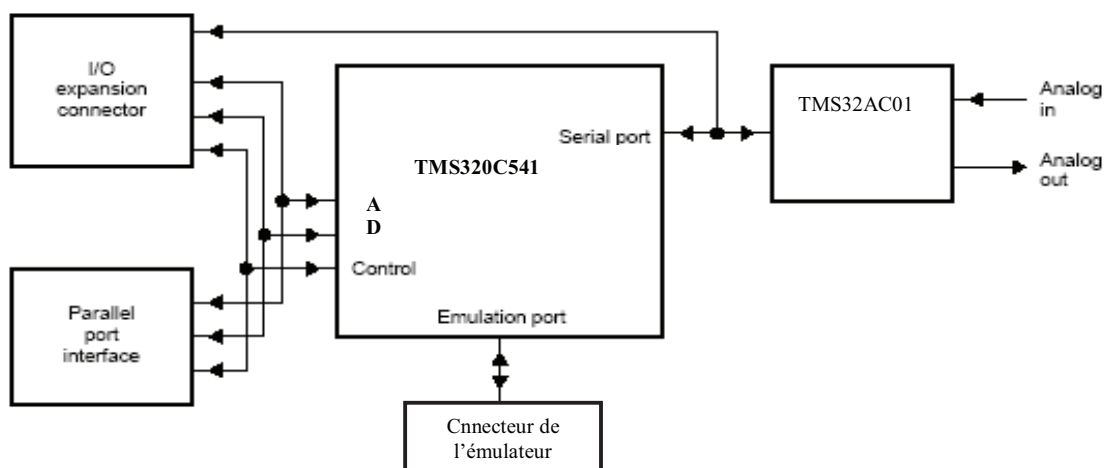 I/O
expansion
connector
TMS320C541
Serial port
A
D
Control
Emulation port
TMS32AC01
Analog
in
Analog
out
Parallel
port
interface
Cnnecteur de
l’émulateur